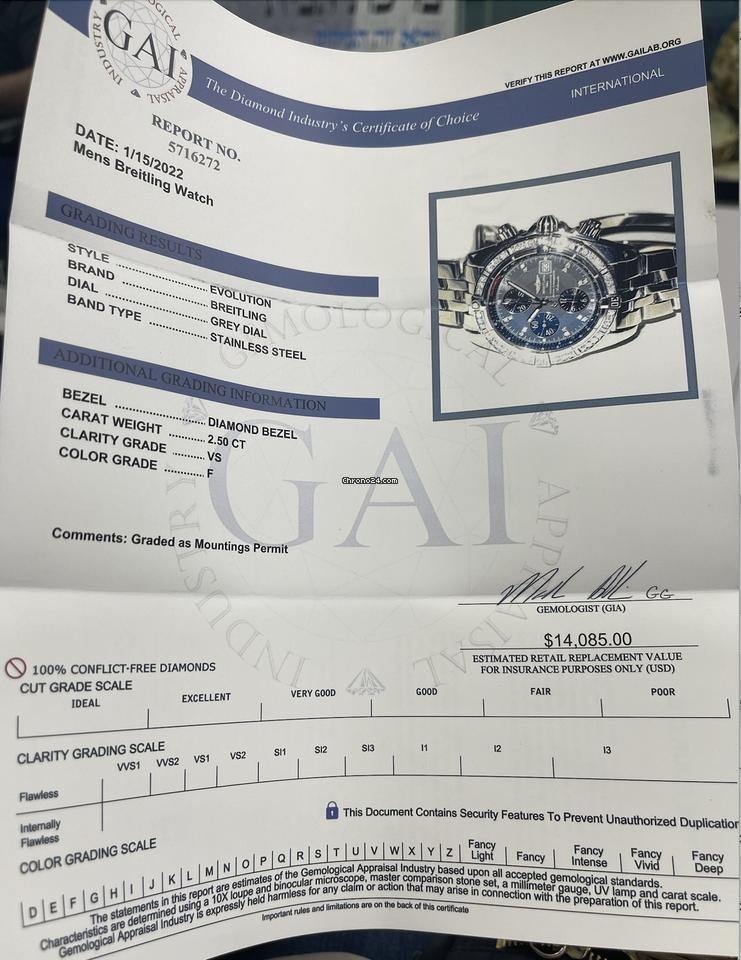 GEMOLOGICAL
GAI
INDUSTRY
APPRAISAL
The Diamond Industry's Certificate of Choice
VERIFY THIS REPORT AT WWW.GAILAB.ORG
INTERNATIONAL
REPORT NO.
5716272
DATE: 1/15/2022
Mens Breitling Watch
GRADING RESULTS
STYLE .......................... EVOLUTION
BRAND .......................... BREITLING
DIAL .......................... GREY DIAL
BAND TYPE ................ STAINLESS STEEL
ADDITIONAL GRADING INFORMATION
BEZEL .......................... DIAMOND BEZEL
CARAT WEIGHT .......... 2.50 CT
CLARITY GRADE ......... VS
COLOR GRADE ........... F
GEMOLOGICAL
GAI
INDUSTRY
APPRAISAL
Chrono24.com
Comments: Graded as Mountings Permit
GG
GEMOLOGIST (GIA)
$14,085.00
ESTIMATED RETAIL REPLACEMENT VALUE
FOR INSURANCE PURPOSES ONLY (USD)
100% CONFLICT-FREE DIAMONDS
CUT GRADE SCALE
IDEAL EXCELLENT VERY GOOD GOOD FAIR POOR
CLARITY GRADING SCALE
VVS1 VVS2 VS1 VS2 SI1 SI2 SI3 I1 I2 I3
Flawless
Internally
Flawless
This Document Contains Security Features To Prevent Unauthorized Duplication
COLOR GRADING SCALE
D E F G H I J K L M N O P Q R S T U V W X Y Z Fancy Light Fancy Fancy Intense Fancy Vivid Fancy Deep
The statements in this report are estimates of the Gemological Appraisal Industry based upon all accepted gemological standards.
Characteristics are determined using a 10X loupe and binocular microscope, master comparison stone set, a millimeter gauge, UV lamp and carat scale.
Gemological Appraisal Industry is expressly held harmless for any claim or action that may arise in connection with the preparation of this report.
Important rules and limitations are on the back of this certificate